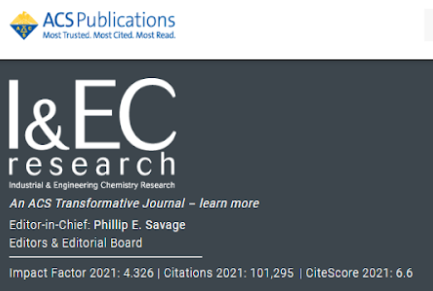 ACS Publications
Most Trusted. Most Cited. Most Read.
I&EC
research
Industrial & Engineering Chemistry Research
An ACS Transformative Journal – learn more
Editor-in-Chief: Phillip E. Savage
Editors & Editorial Board
Impact Factor 2021: 4.326 | Citations 2021: 101,295 | CiteScore 2021: 6.6